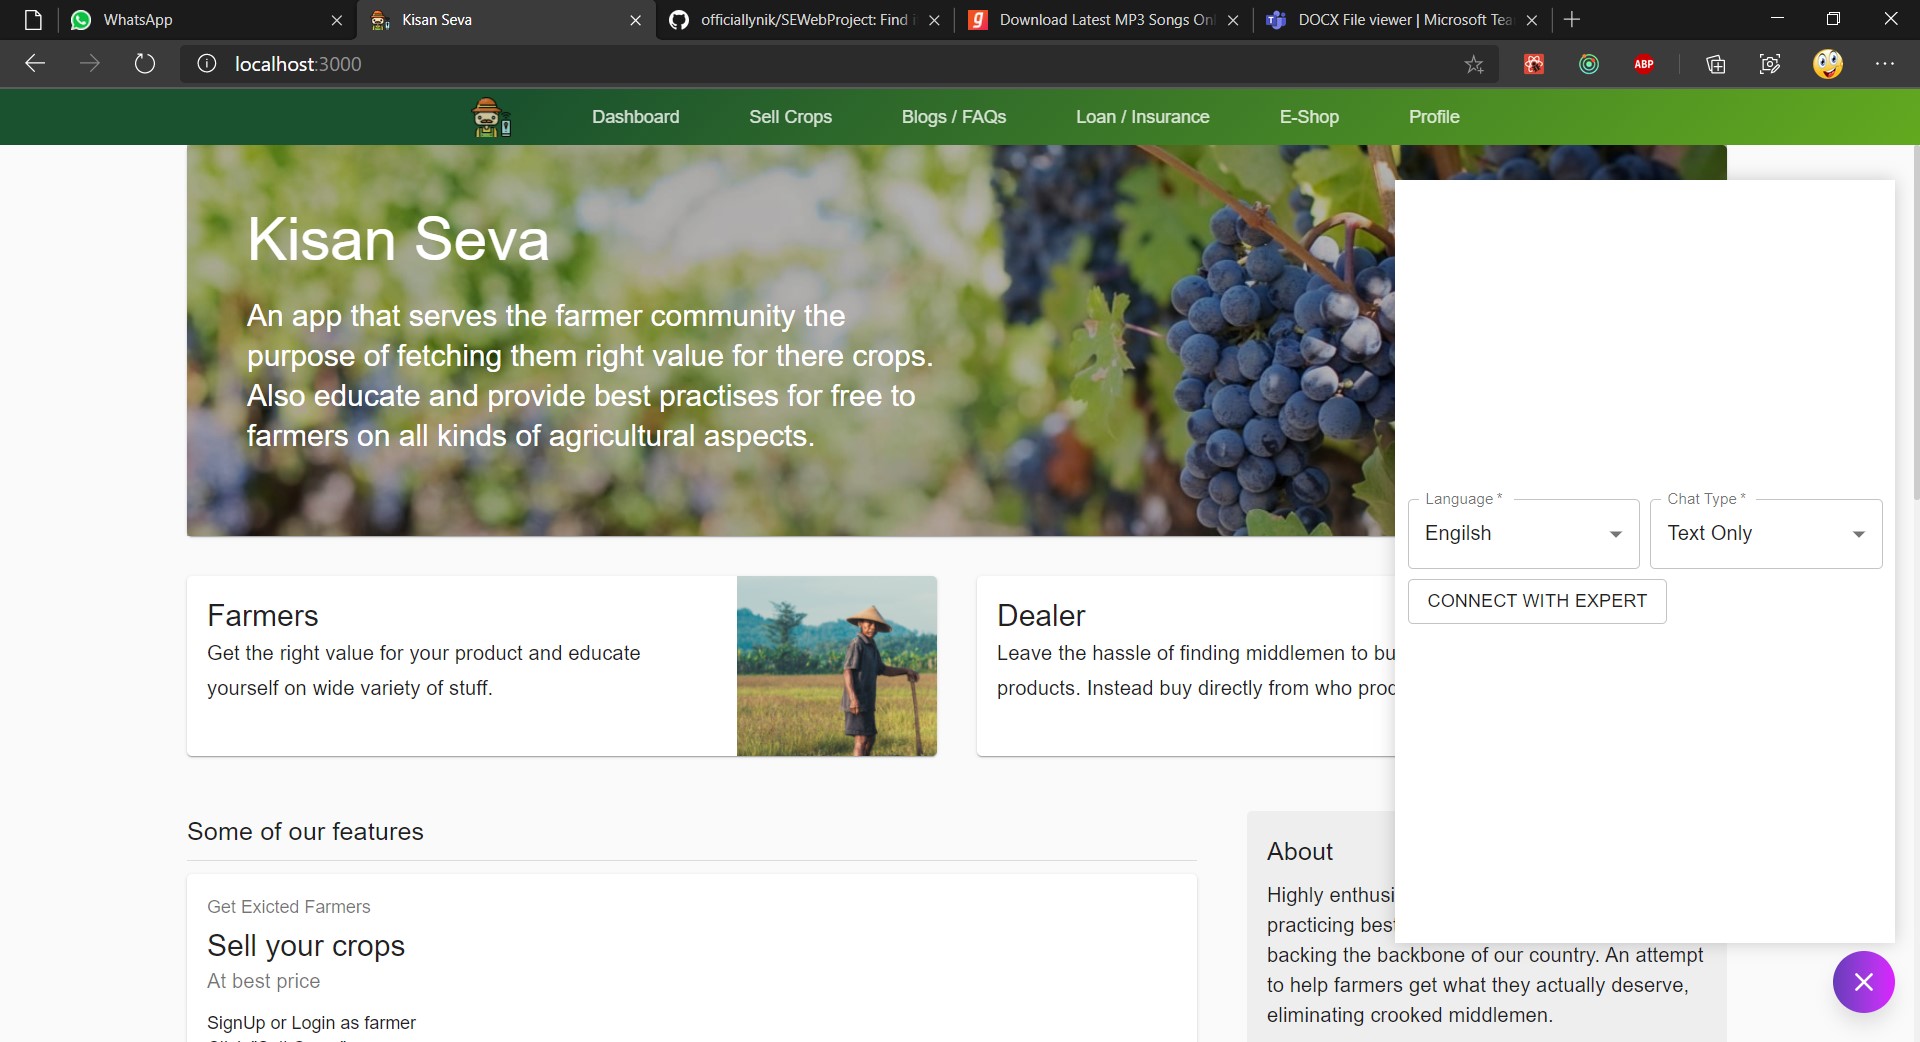 WhatsApp
Kisan Seva
officiallynik/SEWebProject: Find i
Download Latest MP3 Songs Onl
DOCX File viewer | Microsoft Tea
localhost:3000
ABP
Dashboard
Sell Crops
Blogs / FAQs
Loan / Insurance
E-Shop
Profile
Kisan Seva
An app that serves the farmer community the
purpose of fetching them right value for there crops.
Also educate and provide best practises for free to
farmers on all kinds of agricultural aspects.
Language *
Engilsh
Chat Type *
Text Only
CONNECT WITH EXPERT
Farmers
Get the right value for your product and educate
yourself on wide variety of stuff.
Dealer
Leave the hassle of finding middlemen to bu
products. Instead buy directly from who prod
Some of our features
Get Exicted Farmers
Sell your crops
At best price
SignUp or Login as farmer
About
Highly enthusi
practicing best
backing the backbone of our country. An attempt
to help farmers get what they actually deserve,
eliminating crooked middlemen.